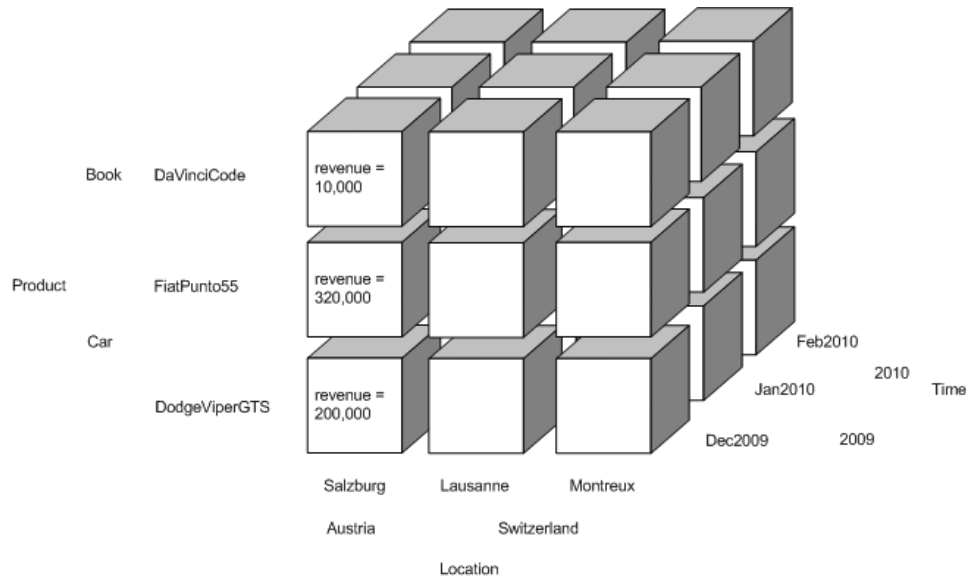 Book DaVinciCode
revenue =
10,000
Product FiatPunto55
revenue =
320,000
Car
DodgeViperGTS
revenue =
200,000
Feb2010
2010
Jan2010
Time
Dec2009
2009
Salzburg Lausanne Montreux
Austria Switzerland
Location